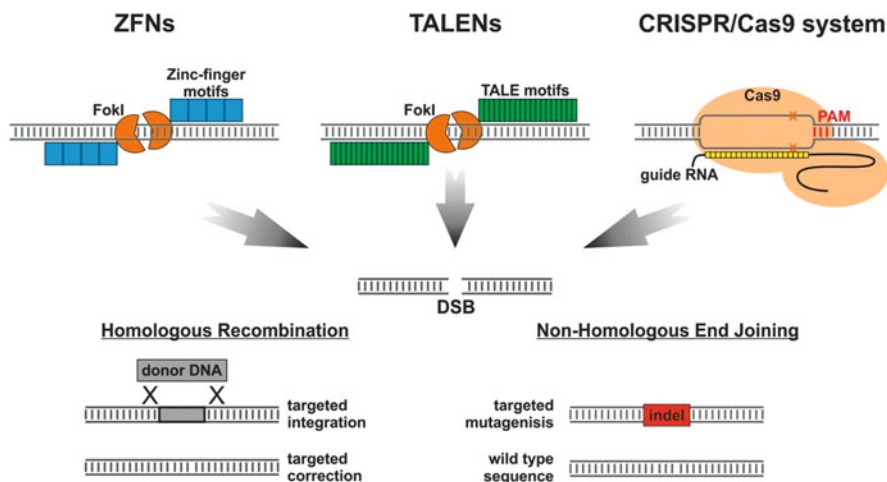 ZFNs
TALENs
CRISPR/Cas9 system
Zinc-finger
motifs
FokI
TALE motifs
FokI
Cas9
PAM
guide RNA
DSB
Homologous Recombination
Non-Homologous End Joining
donor DNA
X X
targeted
integration
targeted
mutagenisis
indel
targeted
correction
wild type
sequence